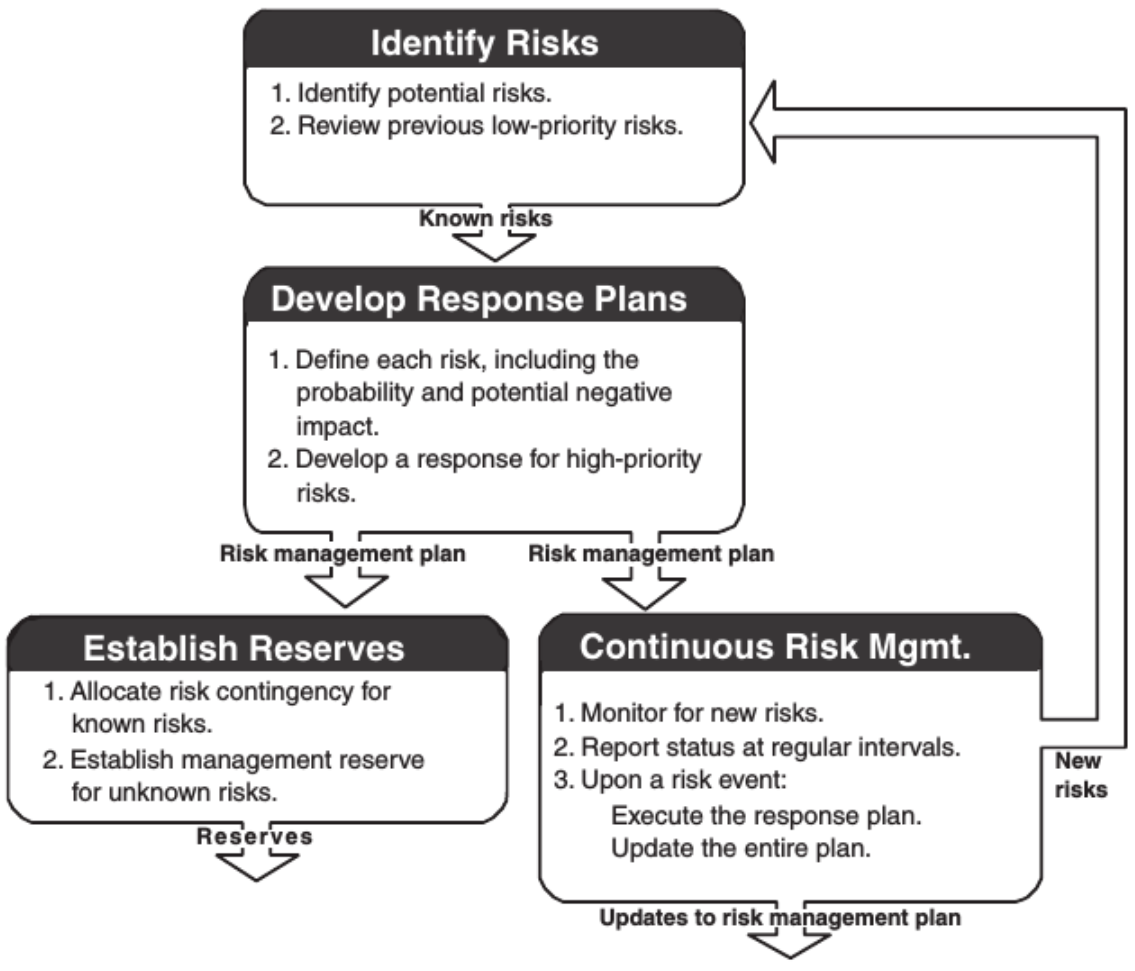 Identify Risks
1. Identify potential risks.
2. Review previous low-priority risks.
Known risks
Develop Response Plans
1. Define each risk, including the
probability and potential negative
impact.
2. Develop a response for high-priority
risks.
Risk management plan
Risk management plan
Establish Reserves
1. Allocate risk contingency for
known risks.
2. Establish management reserve
for unknown risks.
Reserves
Continuous Risk Mgmt.
1. Monitor for new risks.
2. Report status at regular intervals.
3. Upon a risk event:
Execute the response plan.
Update the entire plan.
New
risks
Updates to risk management plan